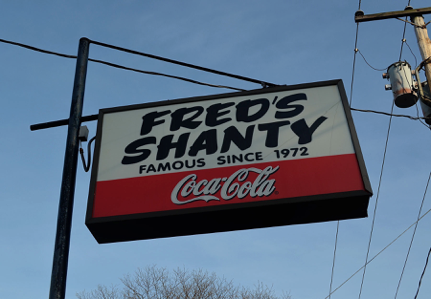 FRED'S
SHANTY
FAMOUS SINCE 1972
Coca-Cola